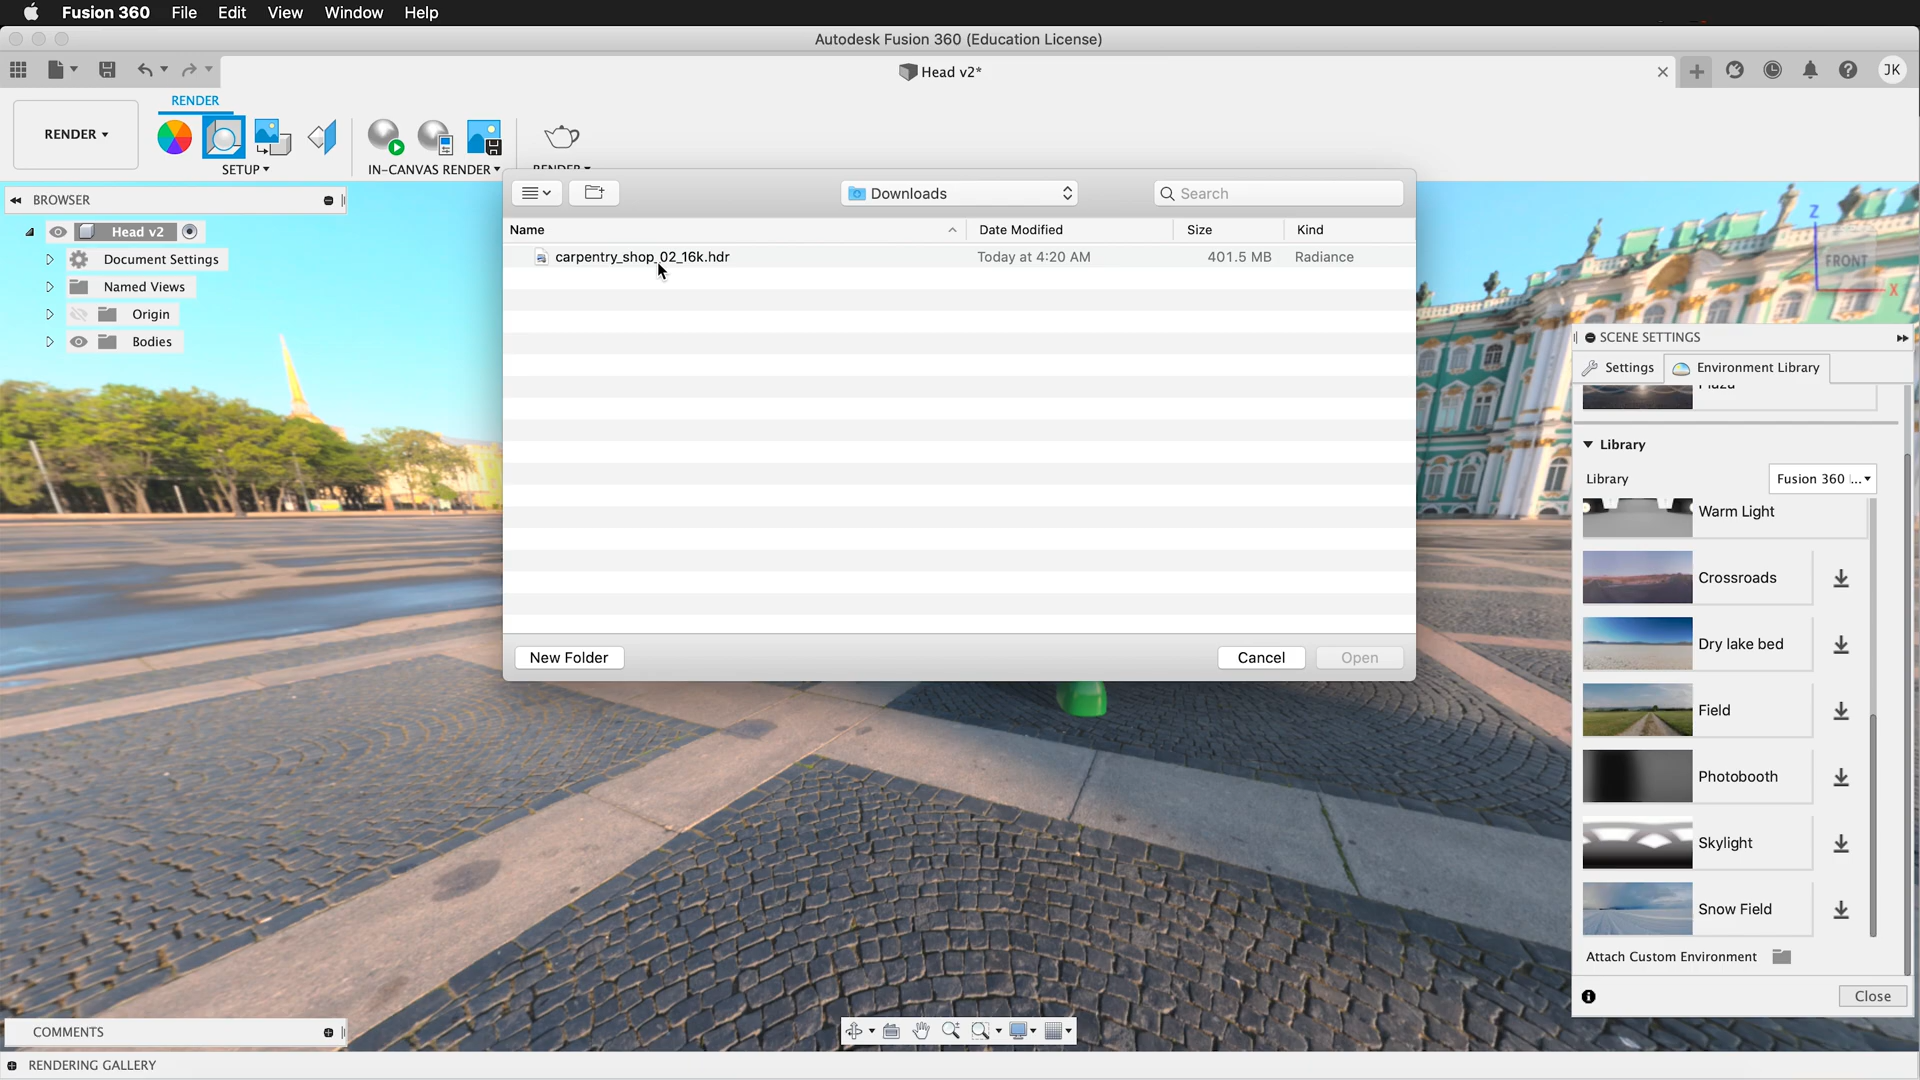 Fusion 360 File Edit View Window Help
Autodesk Fusion 360 (Education License)
Head v2*
JK
RENDER
RENDER
SETUP
IN-CANVAS RENDER
RENDER
BROWSER
Head v2
Document Settings
Named Views
Origin
Bodies
Downloads
Search
Name Date Modified Size Kind
carpentry_shop_02_16k.hdr Today at 4:20 AM 401.5 MB Radiance
New Folder Cancel Open
Z
FRONT
X
SCENE SETTINGS
Settings Environment Library
Plaza
Library
Library Fusion 360 ...
Warm Light
Crossroads
Dry lake bed
Field
Photobooth
Skylight
Snow Field
Attach Custom Environment
Close
COMMENTS
RENDERING GALLERY